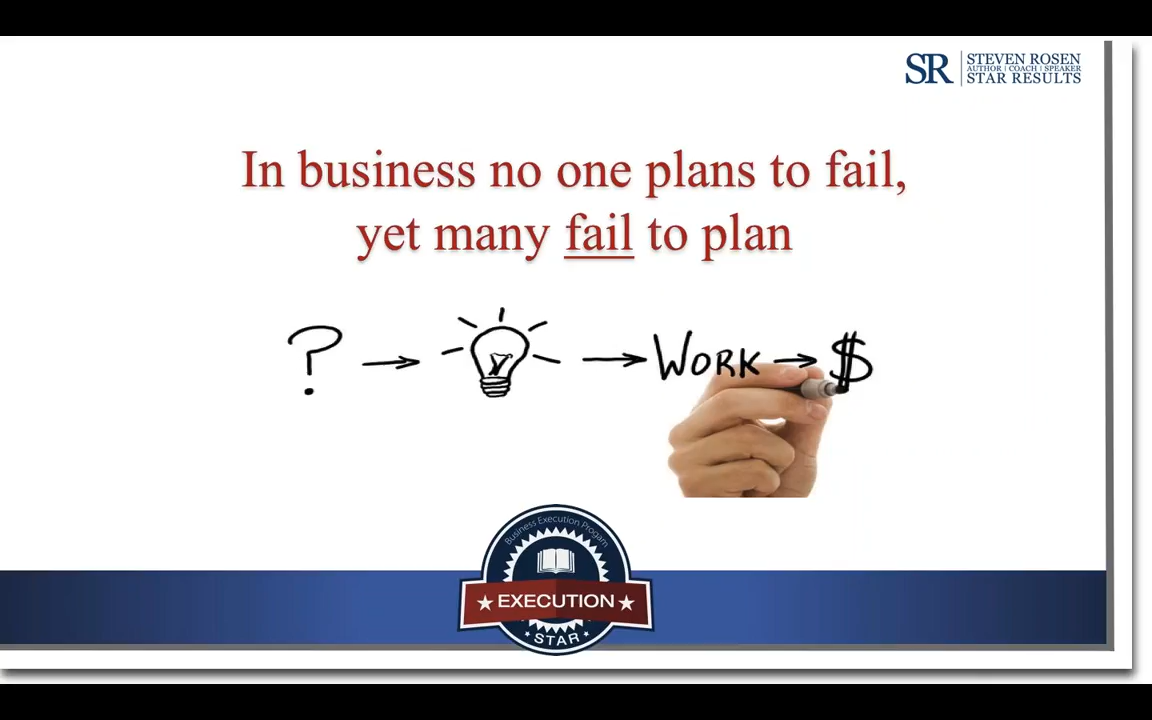 SR
STEVEN ROSEN
AUTHOR | COACH | SPEAKER
STAR RESULTS
In business no one plans to fail,
yet many fail to plan
? → → WORK → $
Business Execution Progam
★ EXECUTION ★
★ STAR ★